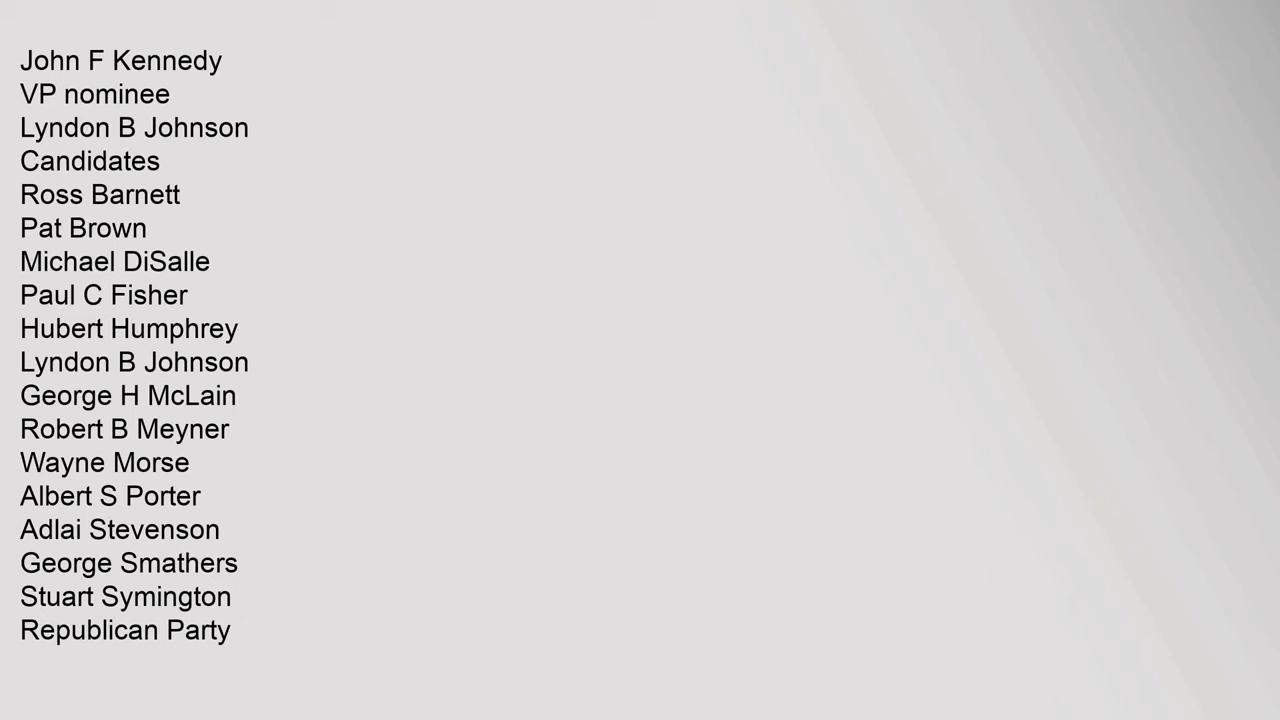 John F Kennedy
VP nominee
Lyndon B Johnson
Candidates
Ross Barnett
Pat Brown
Michael DiSalle
Paul C Fisher
Hubert Humphrey
Lyndon B Johnson
George H McLain
Robert B Meyner
Wayne Morse
Albert S Porter
Adlai Stevenson
George Smathers
Stuart Symington
Republican Party